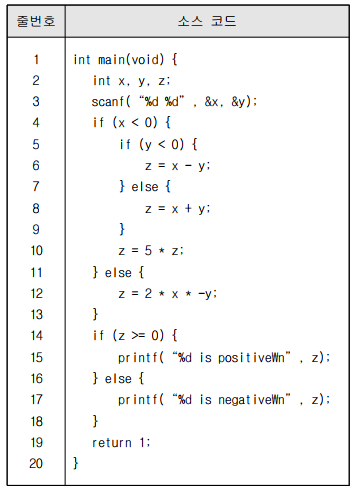 줄번호 소스 코드
1 int main(void) {
2 int x, y, z;
3 scanf( “%d %d” , &x, &y);
4 if (x < 0) {
5 if (y < 0) {
6 z = x - y;
7 } else {
8 z = x + y;
9 }
10 z = 5 * z;
11 } else {
12 z = 2 * x * -y;
13 }
14 if (z >= 0) {
15 printf( “%d is positive₩n” , z);
16 } else {
17 printf( “%d is negative₩n” , z);
18 }
19 return 1;
20 }